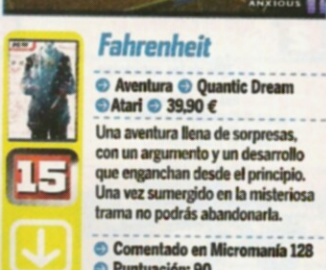 ANXIOUS
Fahrenheit
Aventura Quantic Dream
Atari 39,90 €
Una aventura llena de sorpresas,
con un argumento y un desarrollo
que enganchan desde el principio.
Una vez sumergido en la misteriosa
trama no podrás abandonarla.
15
Comentado en Micromanía 128
Puntuación: 90